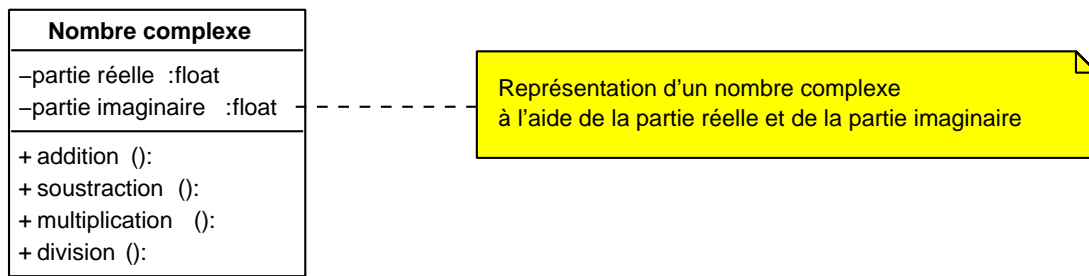 Nombre complexe
–partie réelle :float
–partie imaginaire :float
+ addition ():
+ soustraction ():
+ multiplication ():
+ division ():
Représentation d’un nombre complexe
à l’aide de la partie réelle et de la partie imaginaire